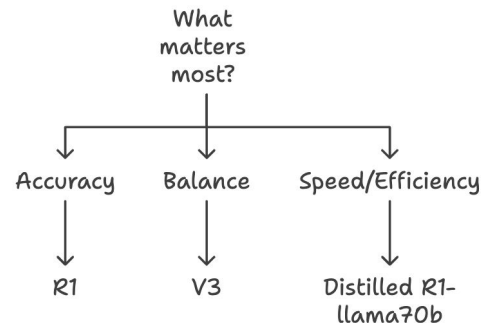 What
matters
most?
Accuracy
Balance
Speed/Efficiency
R1
V3
Distilled R1-
llama70b